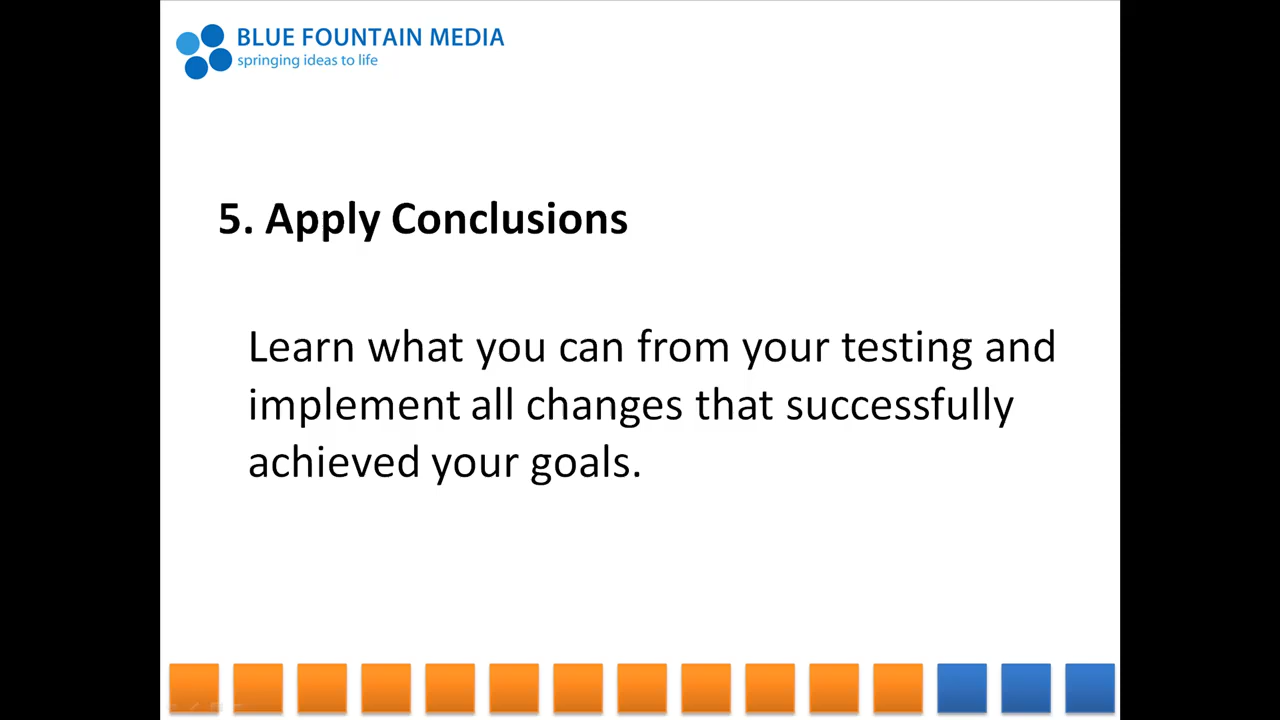 BLUE FOUNTAIN MEDIA
springing ideas to life
5. Apply Conclusions
Learn what you can from your testing and
implement all changes that successfully
achieved your goals.